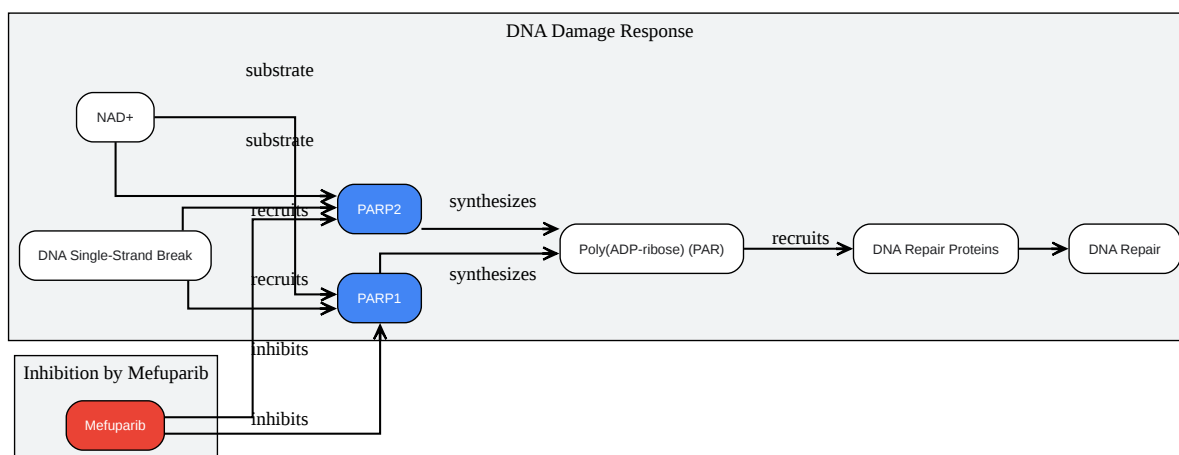 DNA Damage Response
substrate
NAD+
substrate
PARP2
synthesizes
recruits
DNA Single-Strand Break
Poly(ADP-ribose) (PAR)
recruits
DNA Repair Proteins
DNA Repair
recruits
synthesizes
PARP1
inhibits
Inhibition by Mefuparib
Mefuparib
inhibits